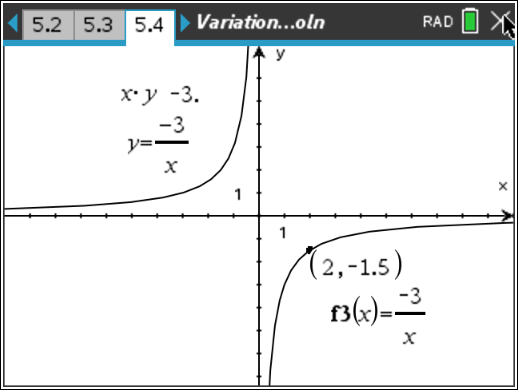 5.2 5.3 5.4 Variation...oln RAD
y
x· y -3.
y=-3/x
1
x
1
(2,-1.5)
f3(x)=-3/x